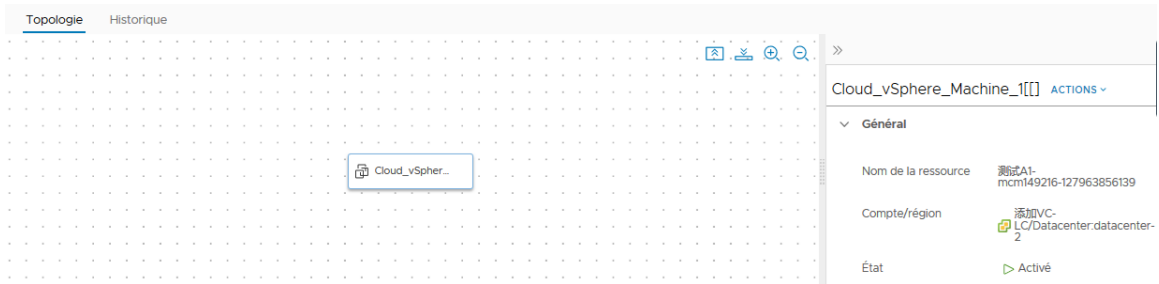 Topologie Historique
Cloud_vSphere_Machine_1[[] ACTIONS
Général
Cloud_vSpher...
Nom de la ressource 测试A1-
mcm149216-127963856139
Compte/région 添加VC-
LC/Datacenter:datacenter-
2
État Activé